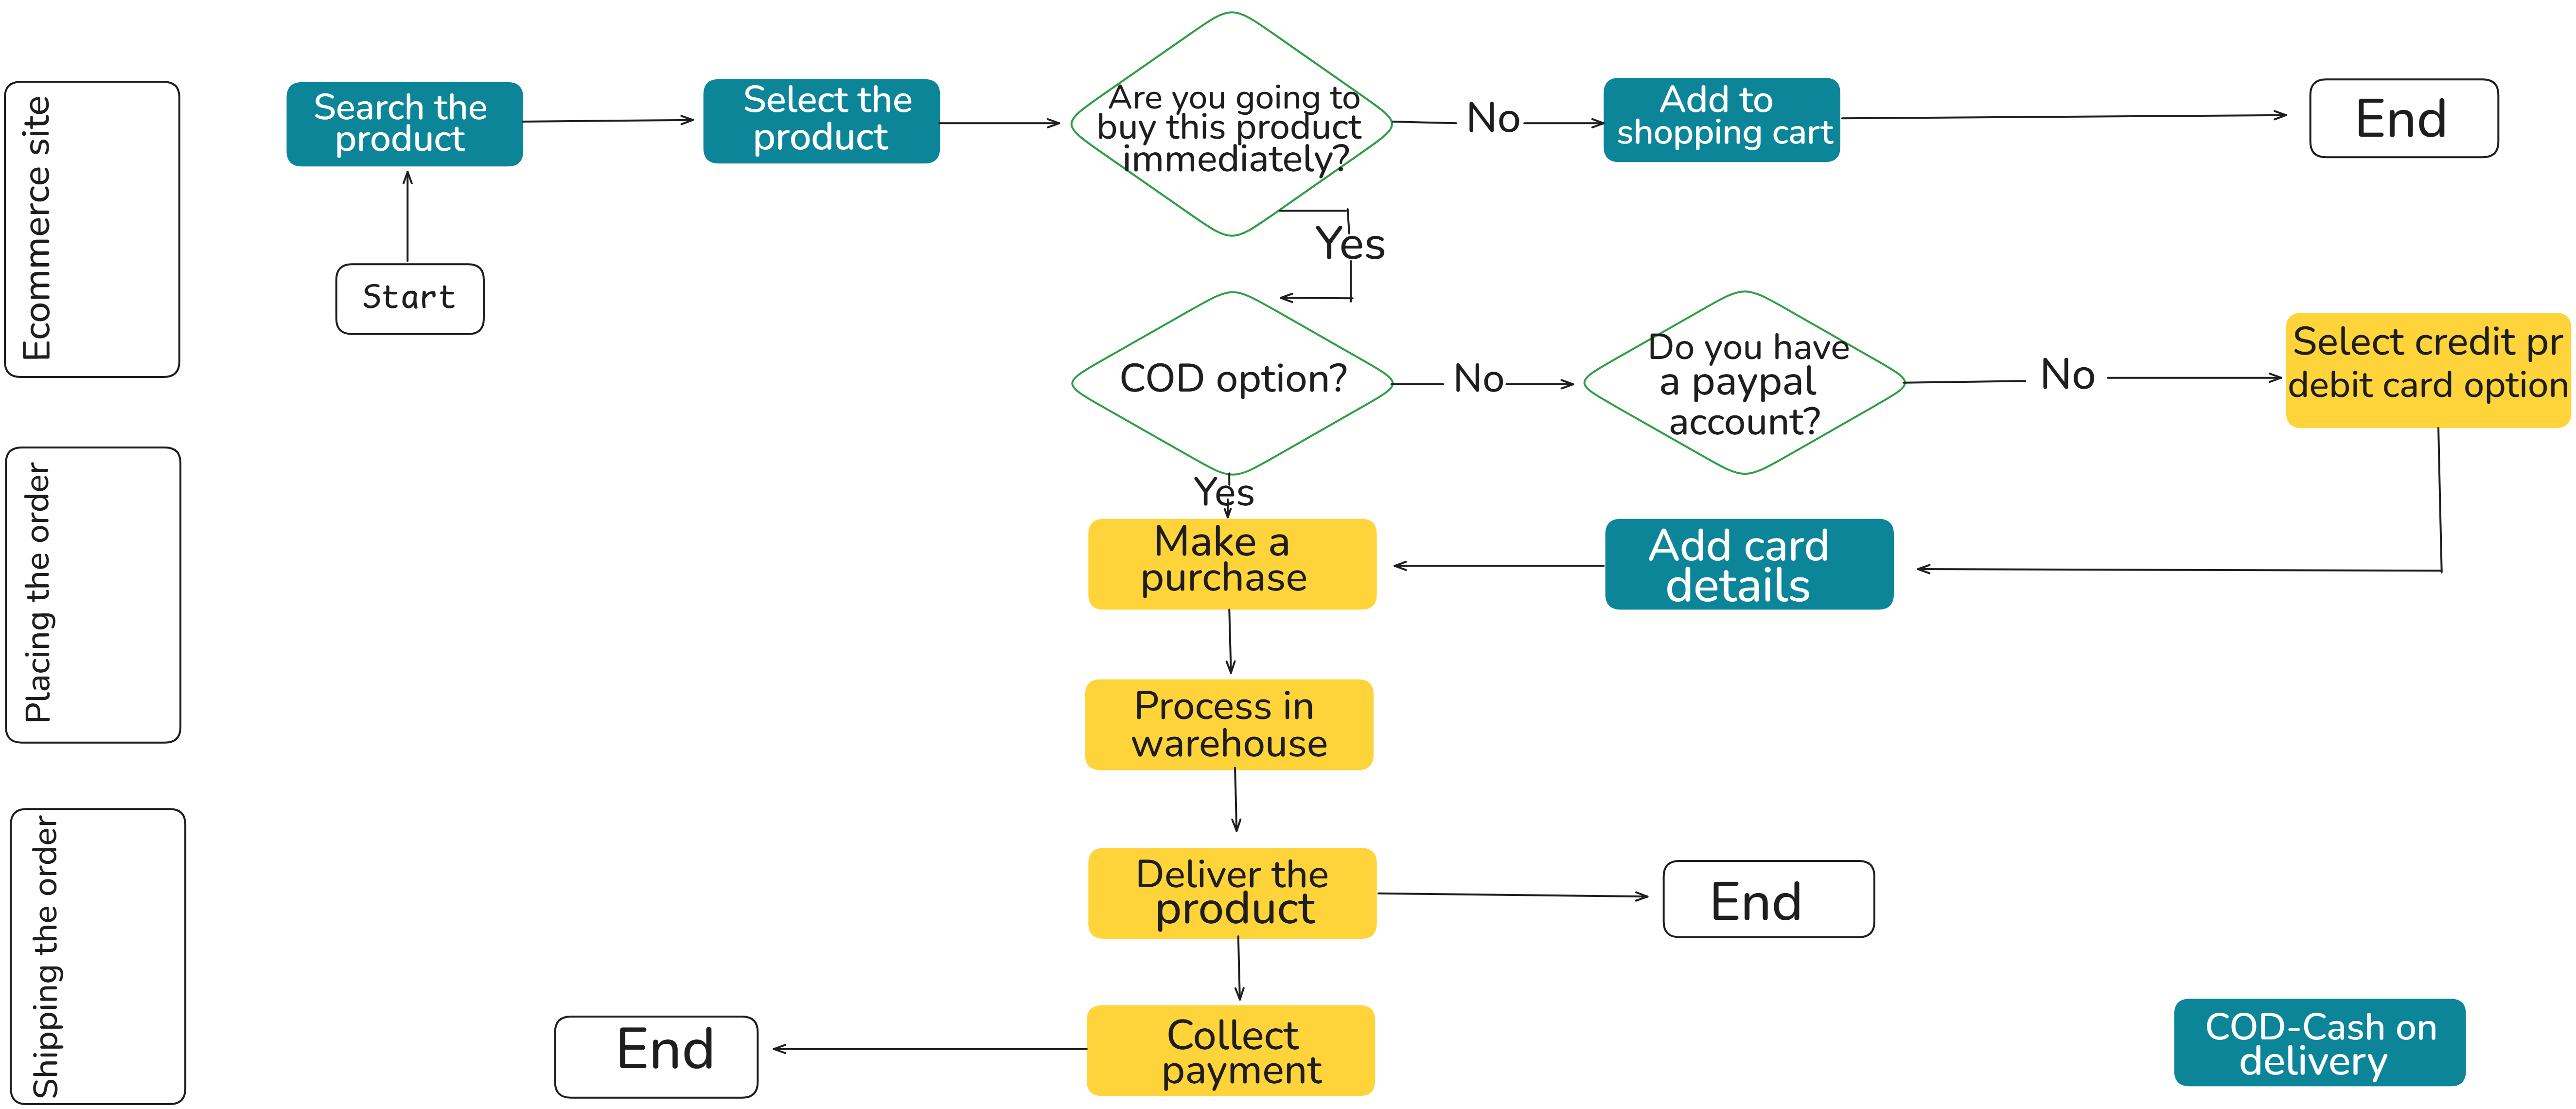 Ecommerce site
Search the
product
Select the
product
Are you going to
buy this product
immediately?
No
Add to
shopping cart
End
Start
Yes
COD option?
No
Do you have
a paypal
account?
No
Select credit pr
debit card option
Placing the order
Yes
Make a
purchase
Add card
details
Process in
warehouse
Shipping the order
Deliver the
product
End
End
Collect
payment
COD-Cash on
delivery